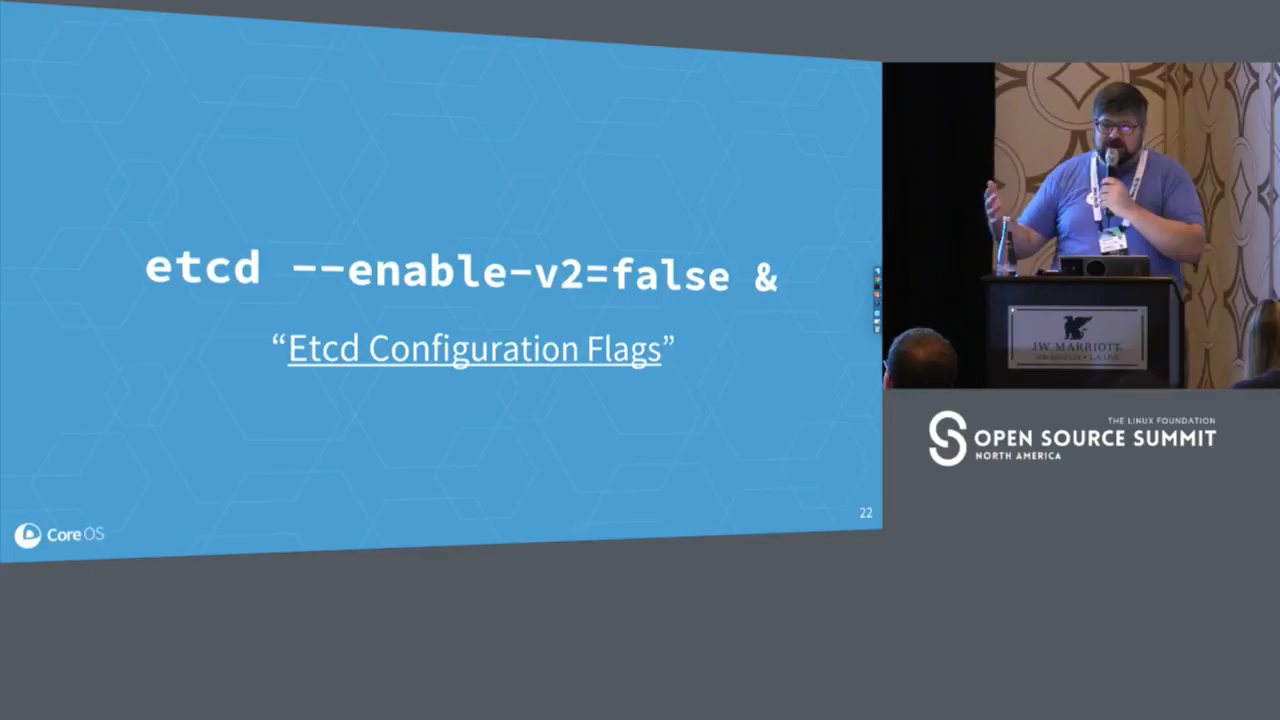 etcd --enable-v2=false &
“Etcd Configuration Flags”
CoreOS
22
JW MARRIOTT
THE LINUX FOUNDATION
OPEN SOURCE SUMMIT
NORTH AMERICA